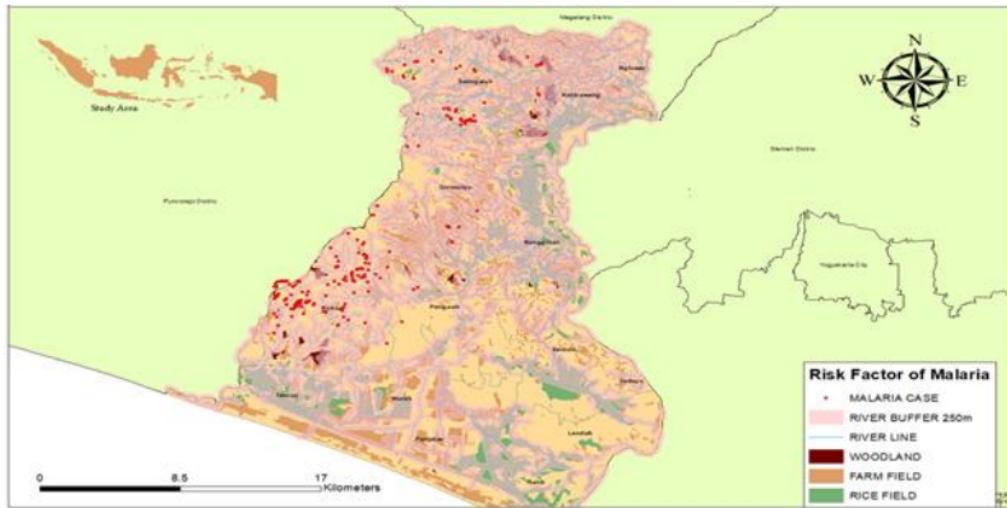 Magelang District
N
W
E
S
Study Area
Samigaluh
Kalibawang
Sleman District
Purworejo District
Girimulyo
Nanggulan
Yogyakarta City
Kokap
Pengasih
Sentolo
Temon
Wates
Panjatan
Lendah
Galur
Risk Factor of Malaria
MALARIA CASE
RIVER BUFFER 250m
RIVER LINE
WOODLAND
FARM FIELD
RICE FIELD
0 8.5 17
Kilometers